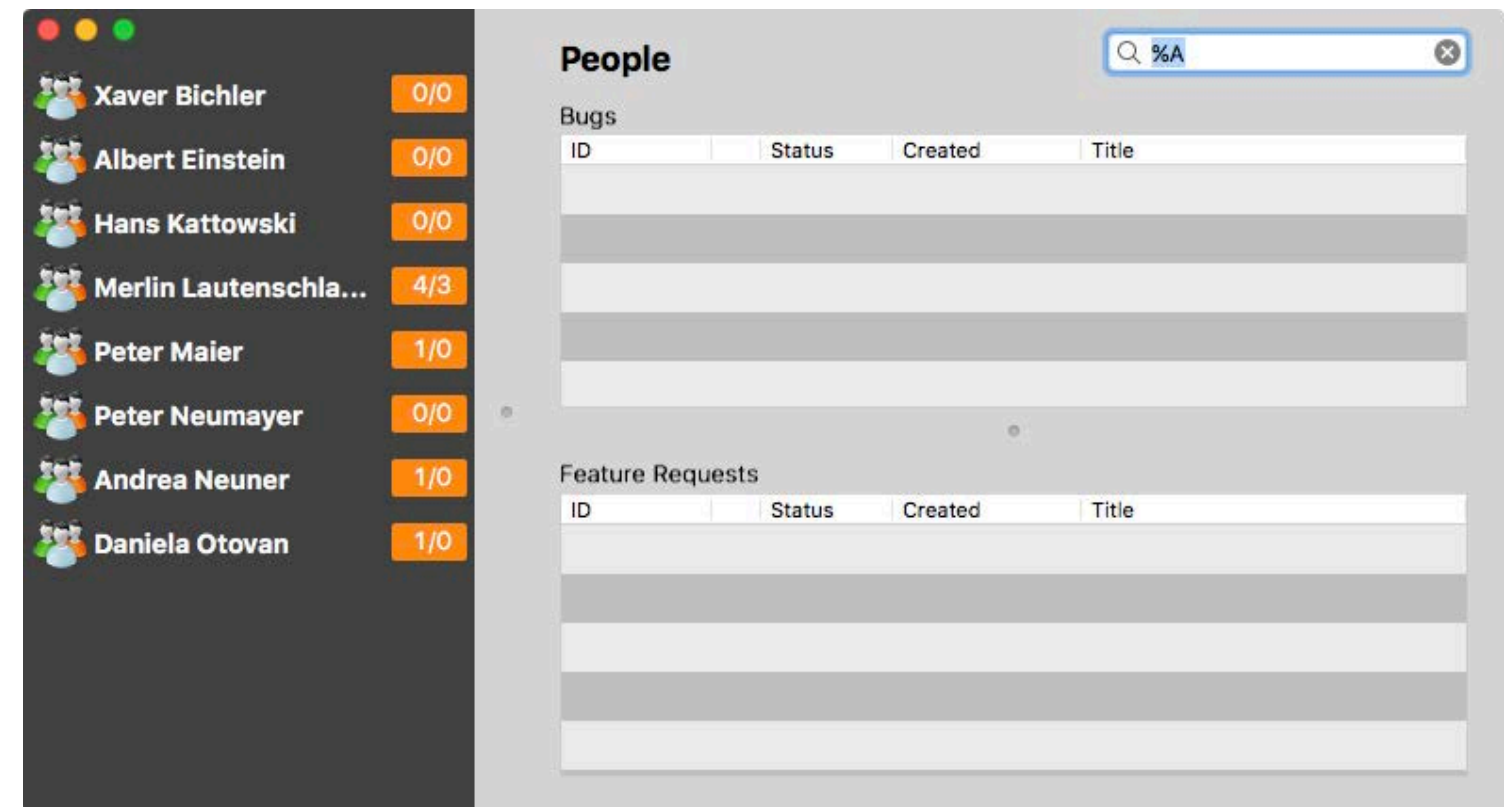 Xaver Bichler 0/0
Albert Einstein 0/0
Hans Kattowski 0/0
Merlin Lautenschla... 4/3
Peter Maier 1/0
Peter Neumayer 0/0
Andrea Neuner 1/0
Daniela Otovan 1/0
People
%A
Bugs
ID Status Created Title
Feature Requests
ID Status Created Title